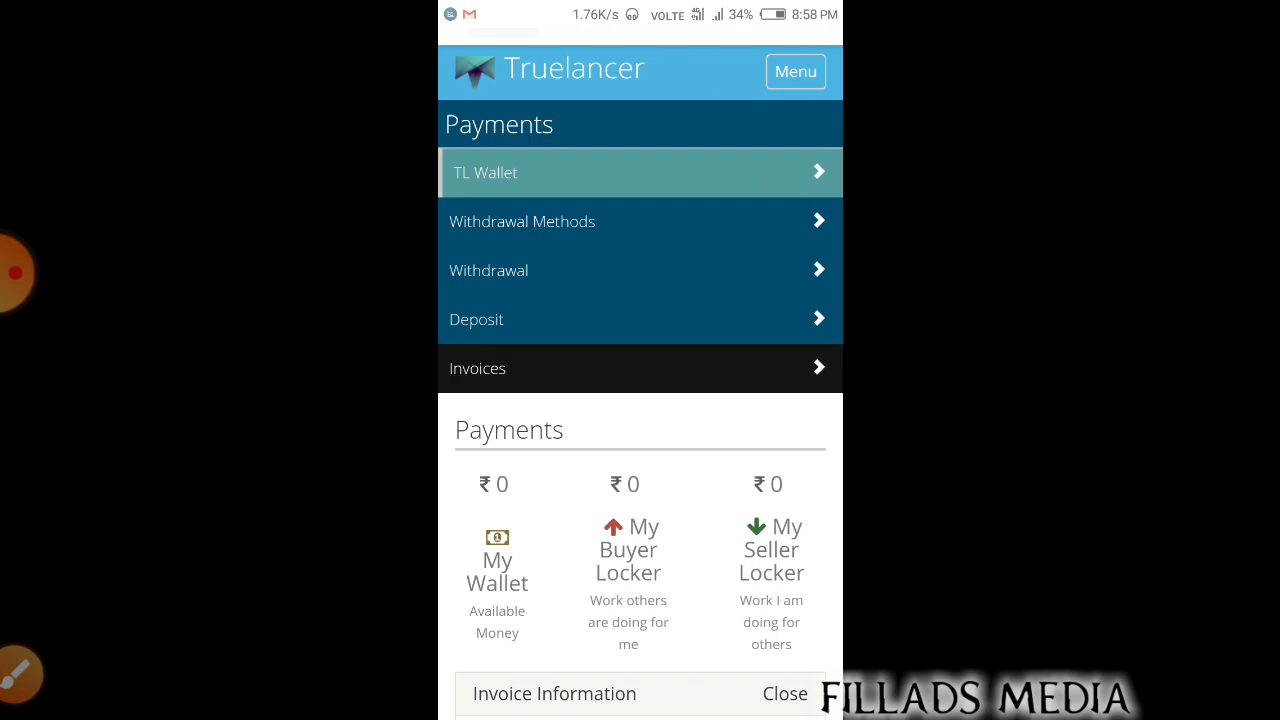 1.76K/s VOLTE 34% 8:58 PM
Truelancer Menu
Payments
TL Wallet
Withdrawal Methods
Withdrawal
Deposit
Invoices
Payments
₹ 0 ₹ 0 ₹ 0
My Wallet
Available Money
My Buyer Locker
Work others are doing for me
My Seller Locker
Work I am doing for others
Invoice Information Close
FILLADS MEDIA